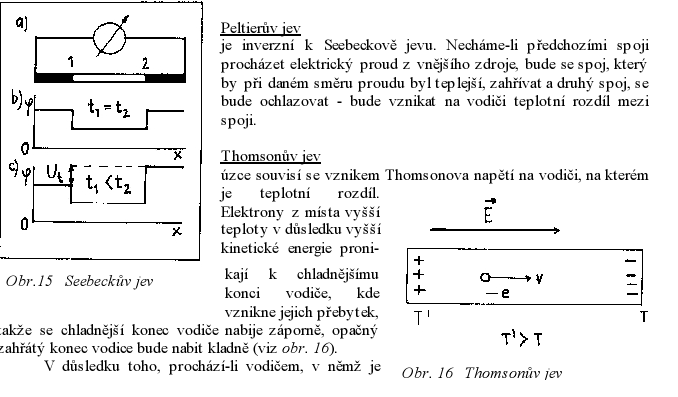 a)
1 2
b) φ
t₁ = t₂
0 x
c) φ Uₜ
t₁ < t₂
0 x
Obr.15 Seebeckův jev
Peltierův jev
je inverzní k Seebeckově jevu. Necháme-li předchozími spoji
procházet elektrický proud z vnějšího zdroje, bude se spoj, který
by při daném směru proudu byl teplejší, zahřívat a druhý spoj, se
bude ochlazovat - bude vznikat na vodiči teplotní rozdíl mezi
spoji.
Thomsonův jev
úzce souvisí se vznikem Thomsonova napětí na vodiči, na kterém
je teplotní rozdíl.
Elektrony z místa vyšší
teploty v důsledku vyšší
kinetické energie proni-
kají k chladnějšímu
konci vodiče, kde
vznikne jejich přebytek,
takže se chladnější konec vodiče nabije záporně, opačný
zahřátý konec vodice bude nabit kladně (viz obr. 16).
V důsledku toho, prochází-li vodičem, v němž je
E
+ −
+ v −
+ − e −
T' T
T' > T
Obr. 16 Thomsonův jev